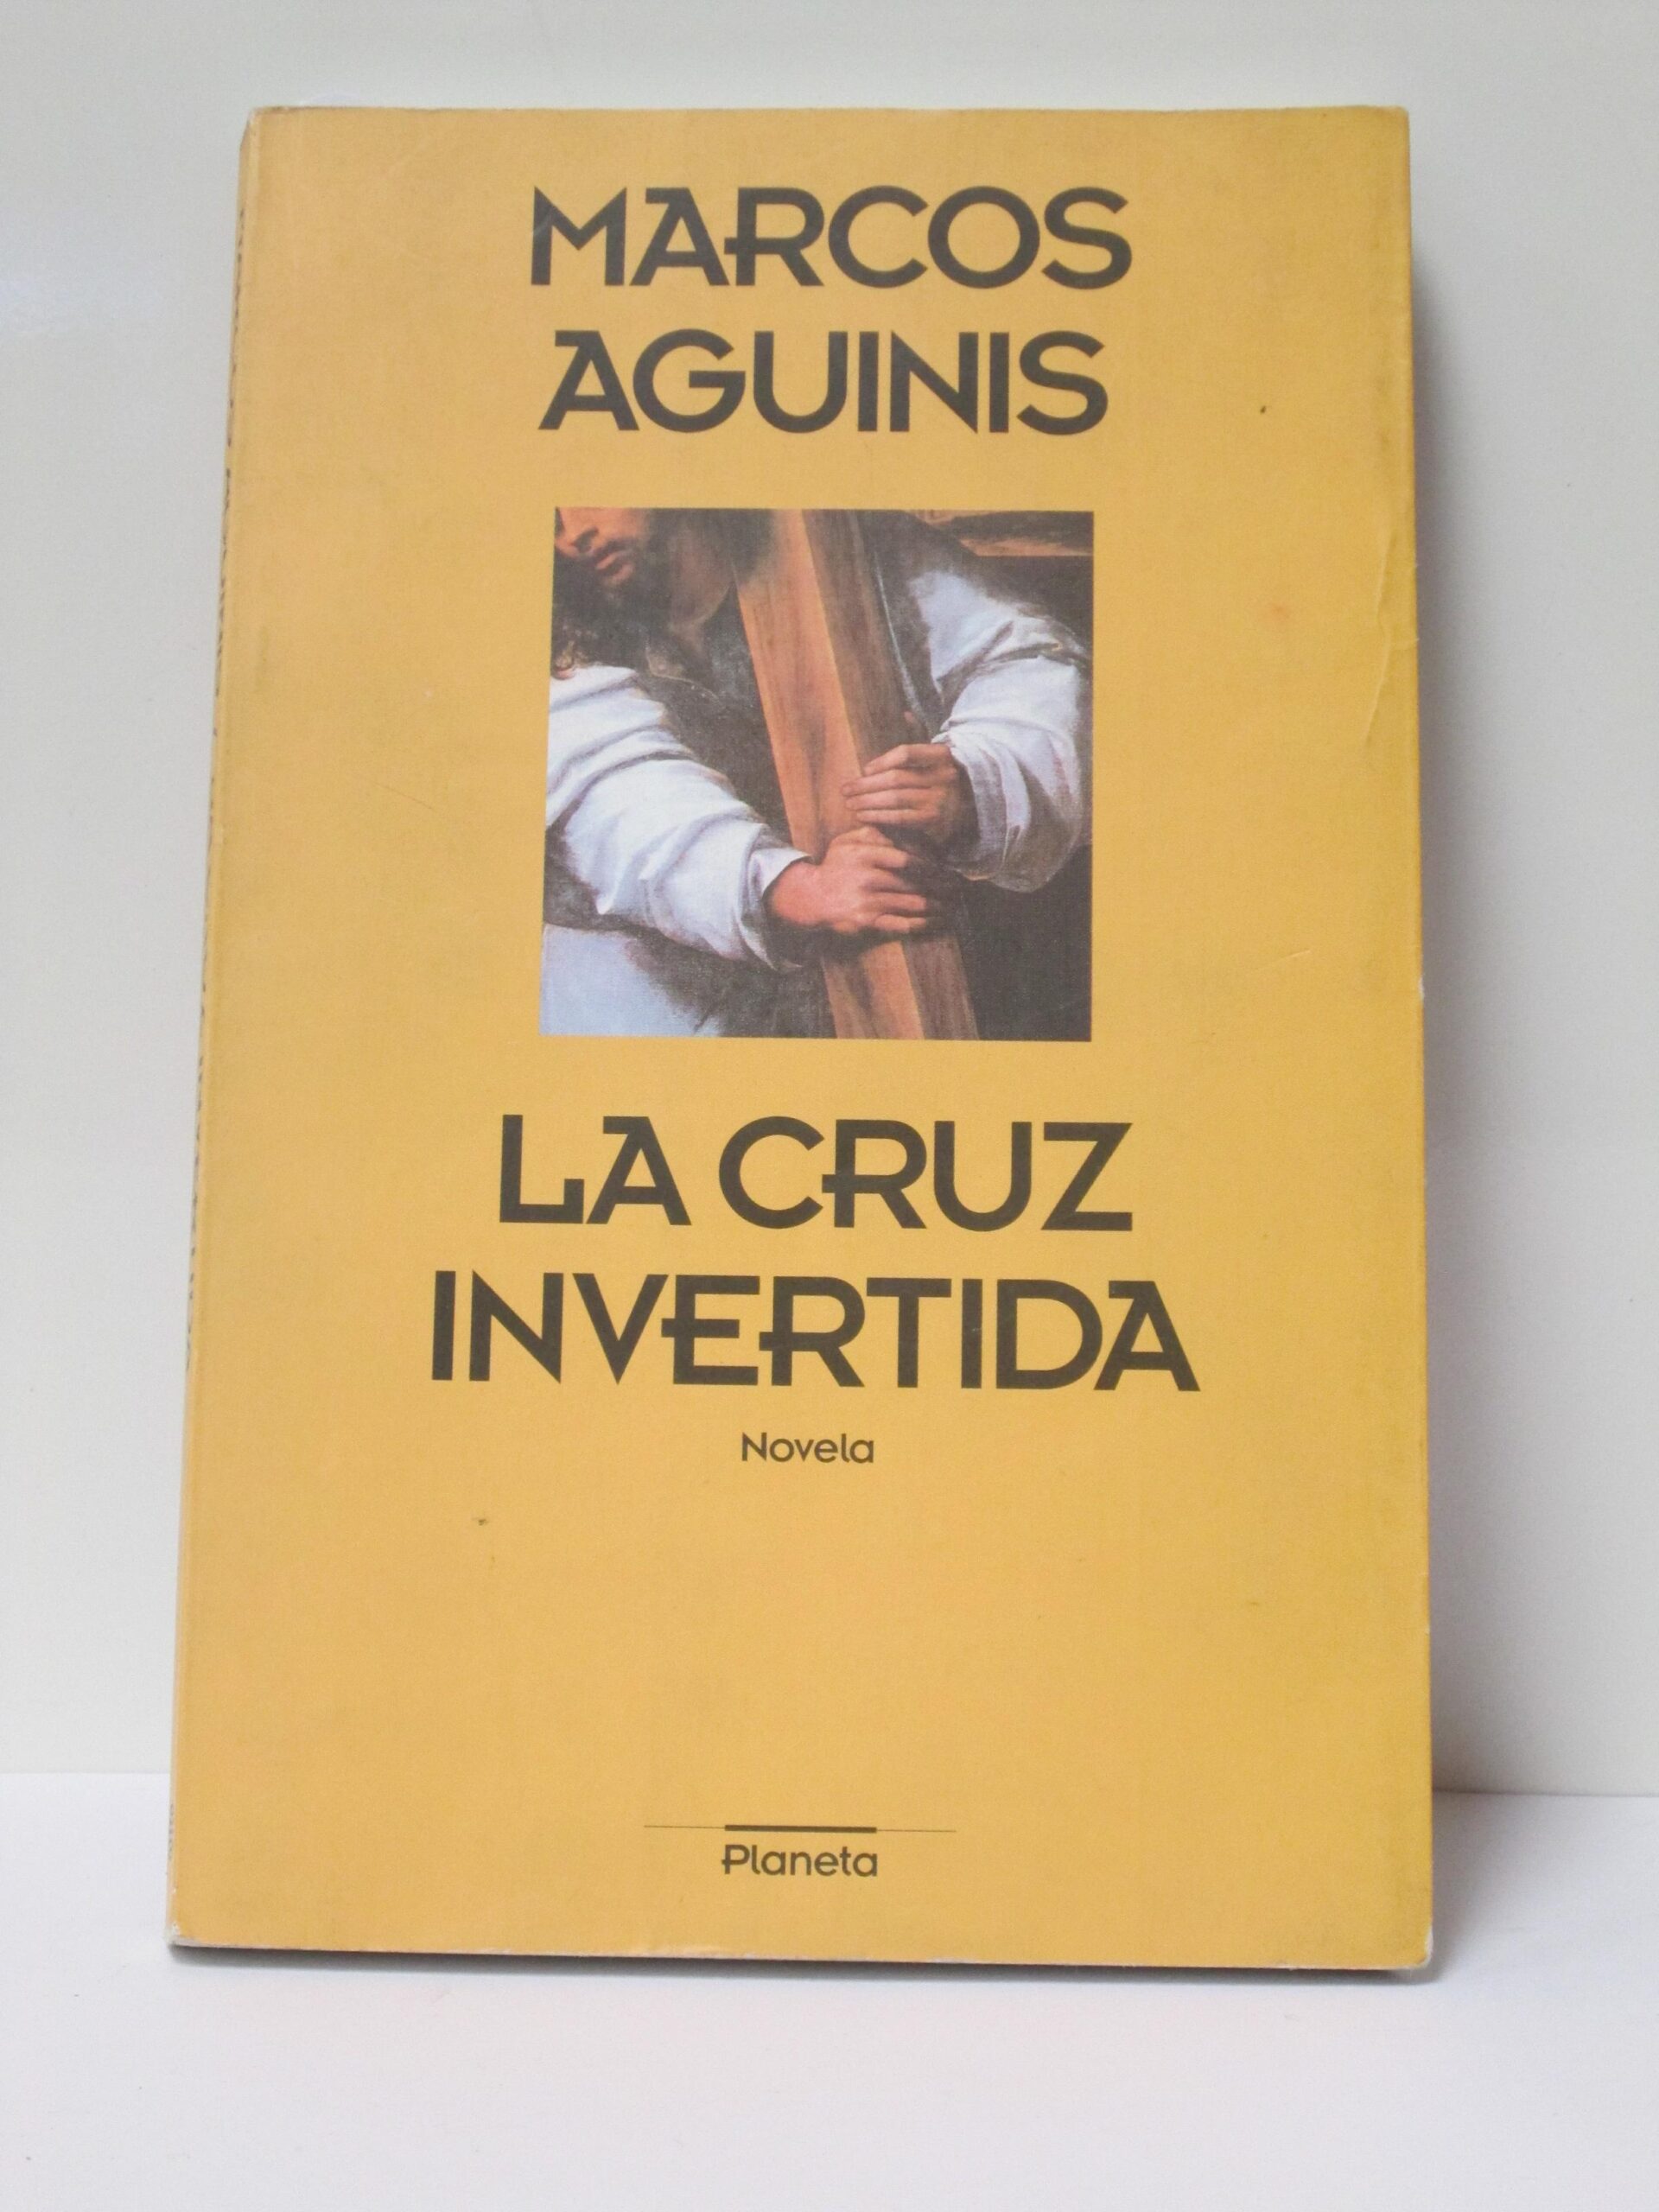 MARCOS
AGUINIS
LA CRUZ
INVERTIDA
Novela
Planeta